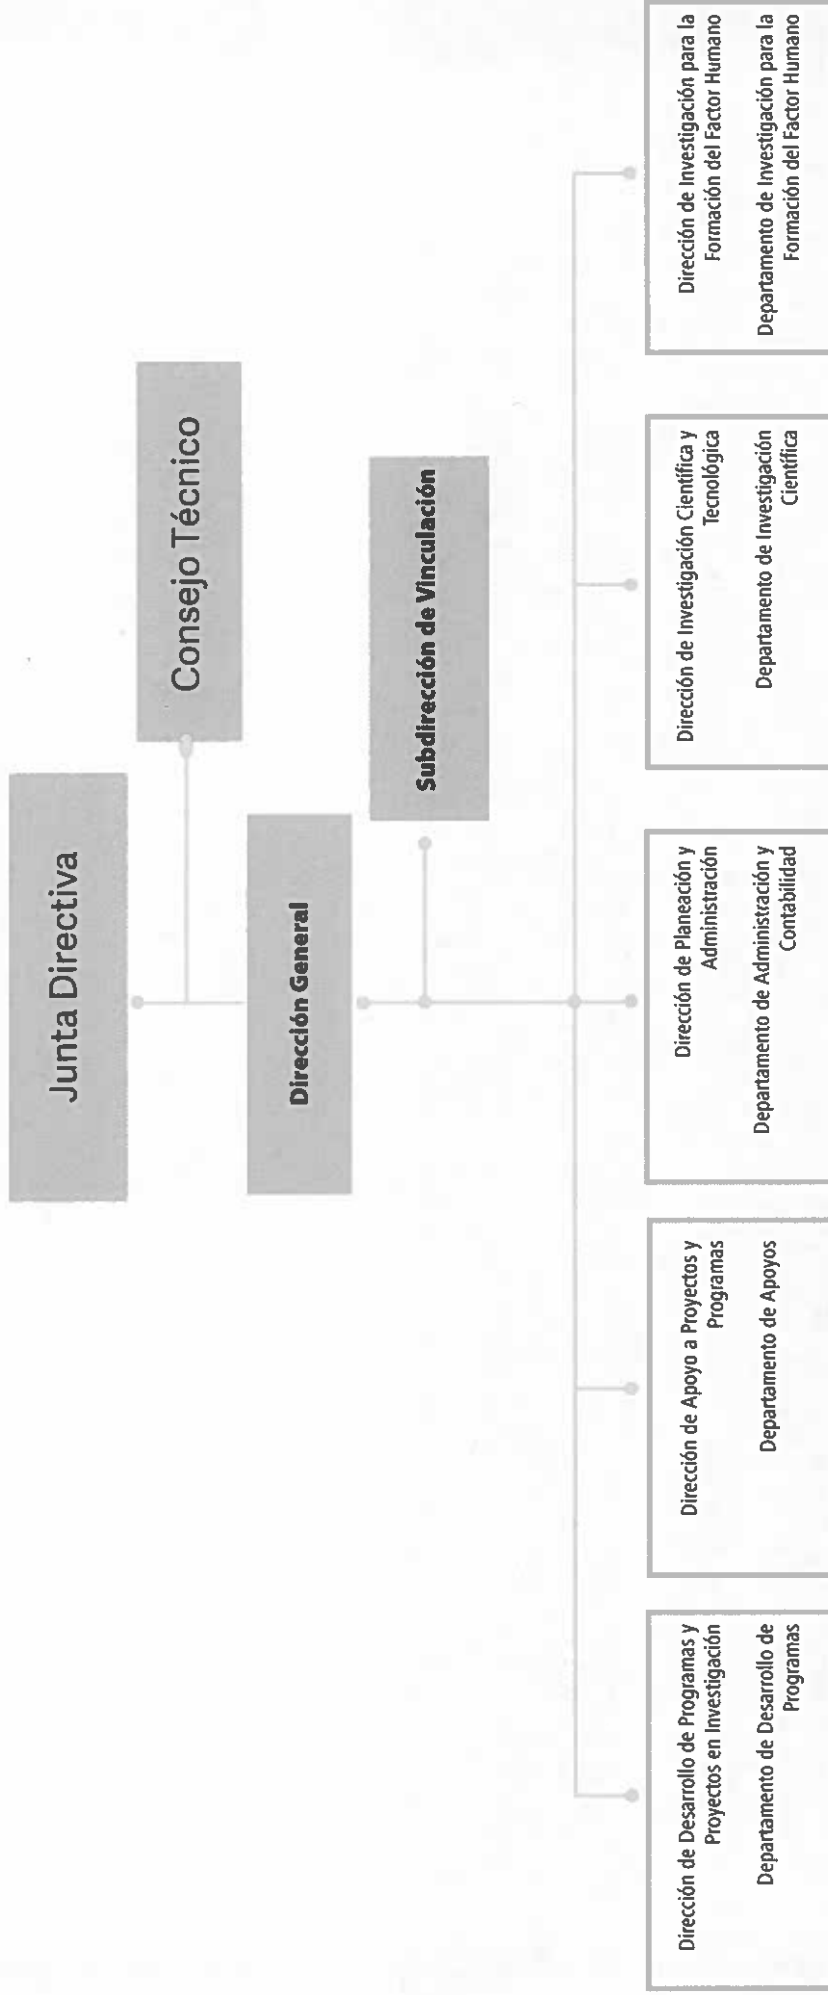 Junta Directiva
Consejo Técnico
Dirección General
Subdirección de Vinculación
Dirección de Desarrollo de Programas y
Proyectos en Investigación
Departamento de Desarrollo de
Programas
Dirección de Apoyo a Proyectos y
Programas
Departamento de Apoyos
Dirección de Planeación y
Administración
Departamento de Administración y
Contabilidad
Dirección de Investigación Científica y
Tecnológica
Departamento de Investigación
Científica
Dirección de Investigación para la
Formación del Factor Humano
Departamento de Investigación para la
Formación del Factor Humano